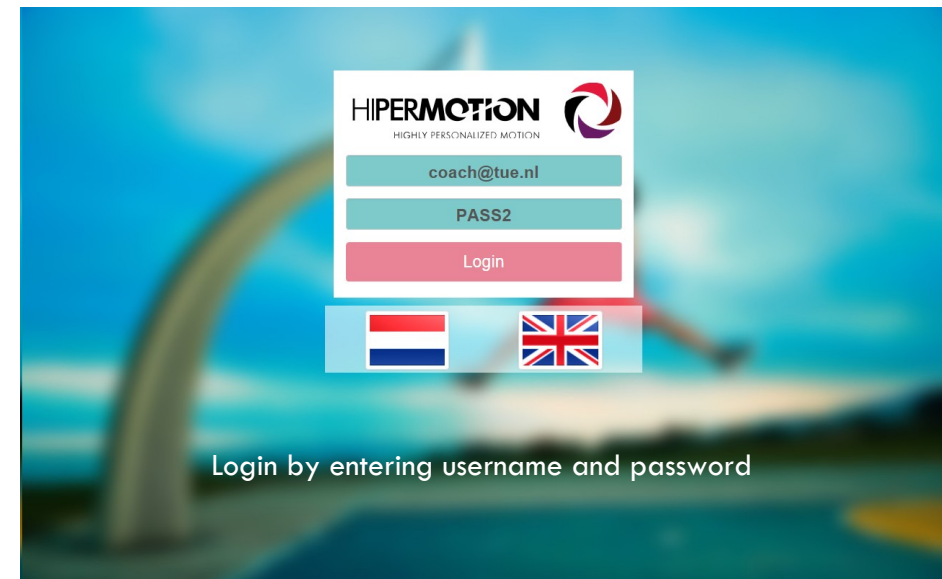 HIPERMOTION
HIGHLY PERSONALIZED MOTION
coach@tue.nl
PASS2
Login
Login by entering username and password